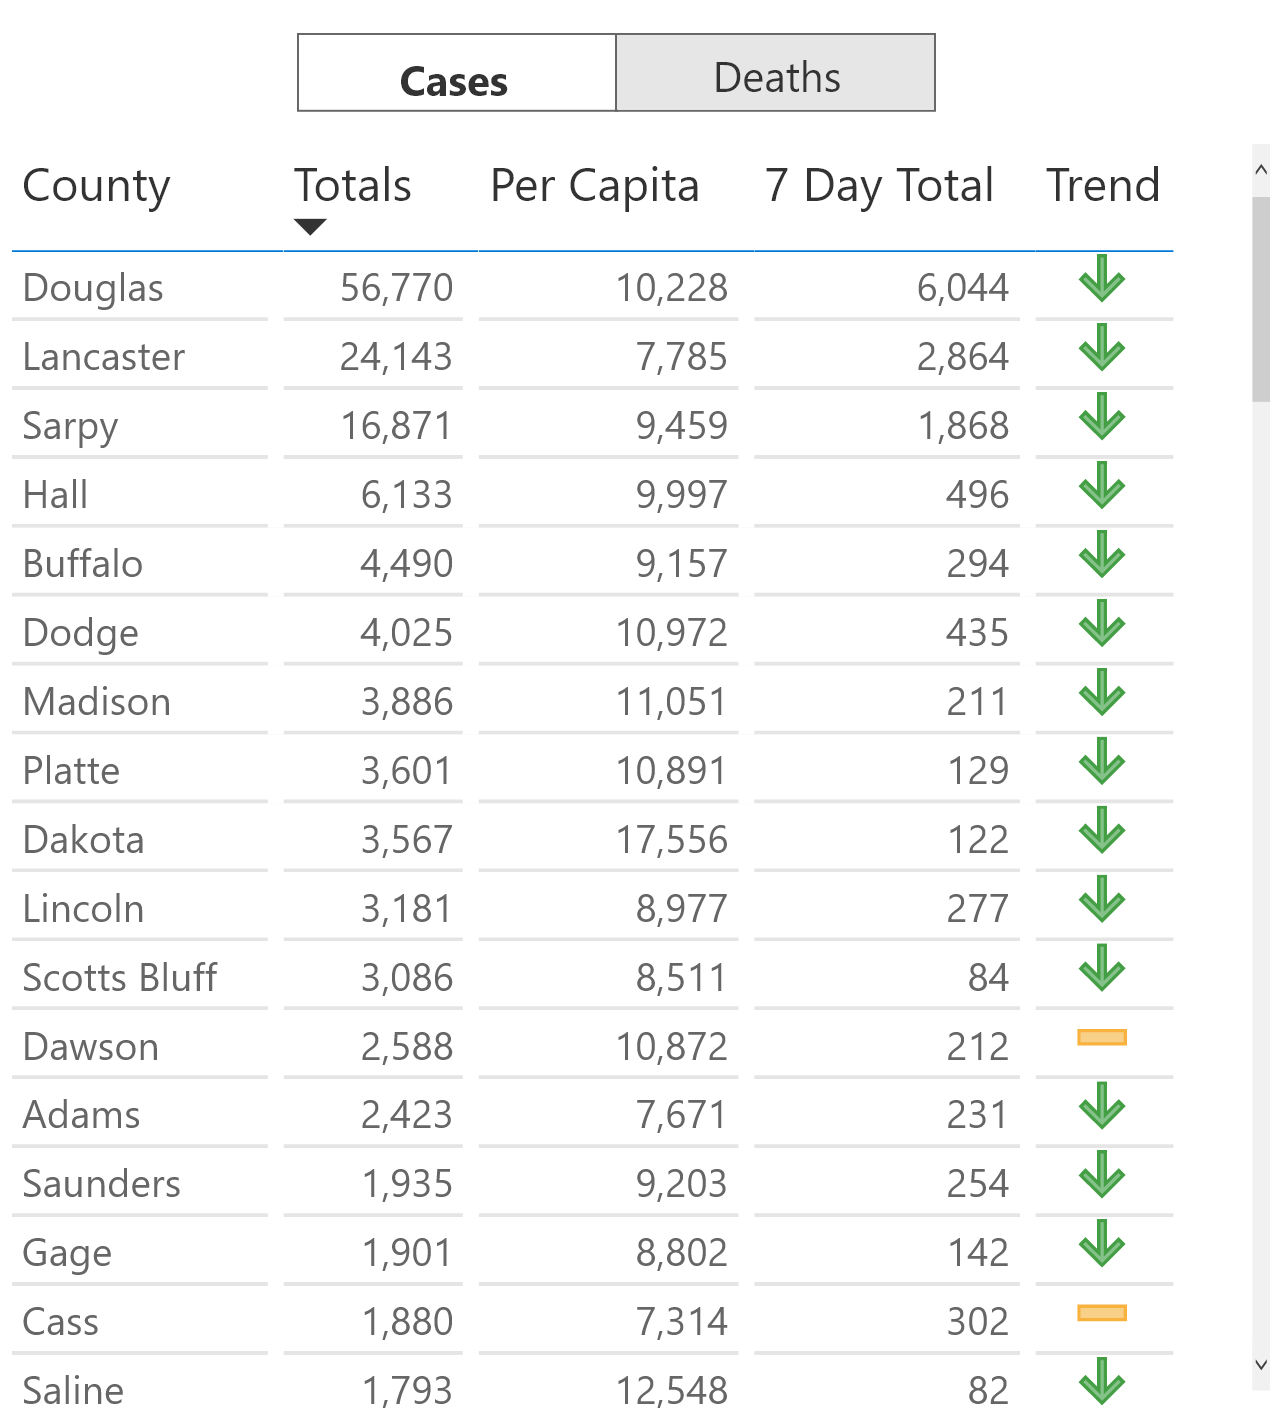 Cases Deaths
County Totals Per Capita 7 Day Total Trend
Douglas 56,770 10,228 6,044
Lancaster 24,143 7,785 2,864
Sarpy 16,871 9,459 1,868
Hall 6,133 9,997 496
Buffalo 4,490 9,157 294
Dodge 4,025 10,972 435
Madison 3,886 11,051 211
Platte 3,601 10,891 129
Dakota 3,567 17,556 122
Lincoln 3,181 8,977 277
Scotts Bluff 3,086 8,511 84
Dawson 2,588 10,872 212
Adams 2,423 7,671 231
Saunders 1,935 9,203 254
Gage 1,901 8,802 142
Cass 1,880 7,314 302
Saline 1,793 12,548 82